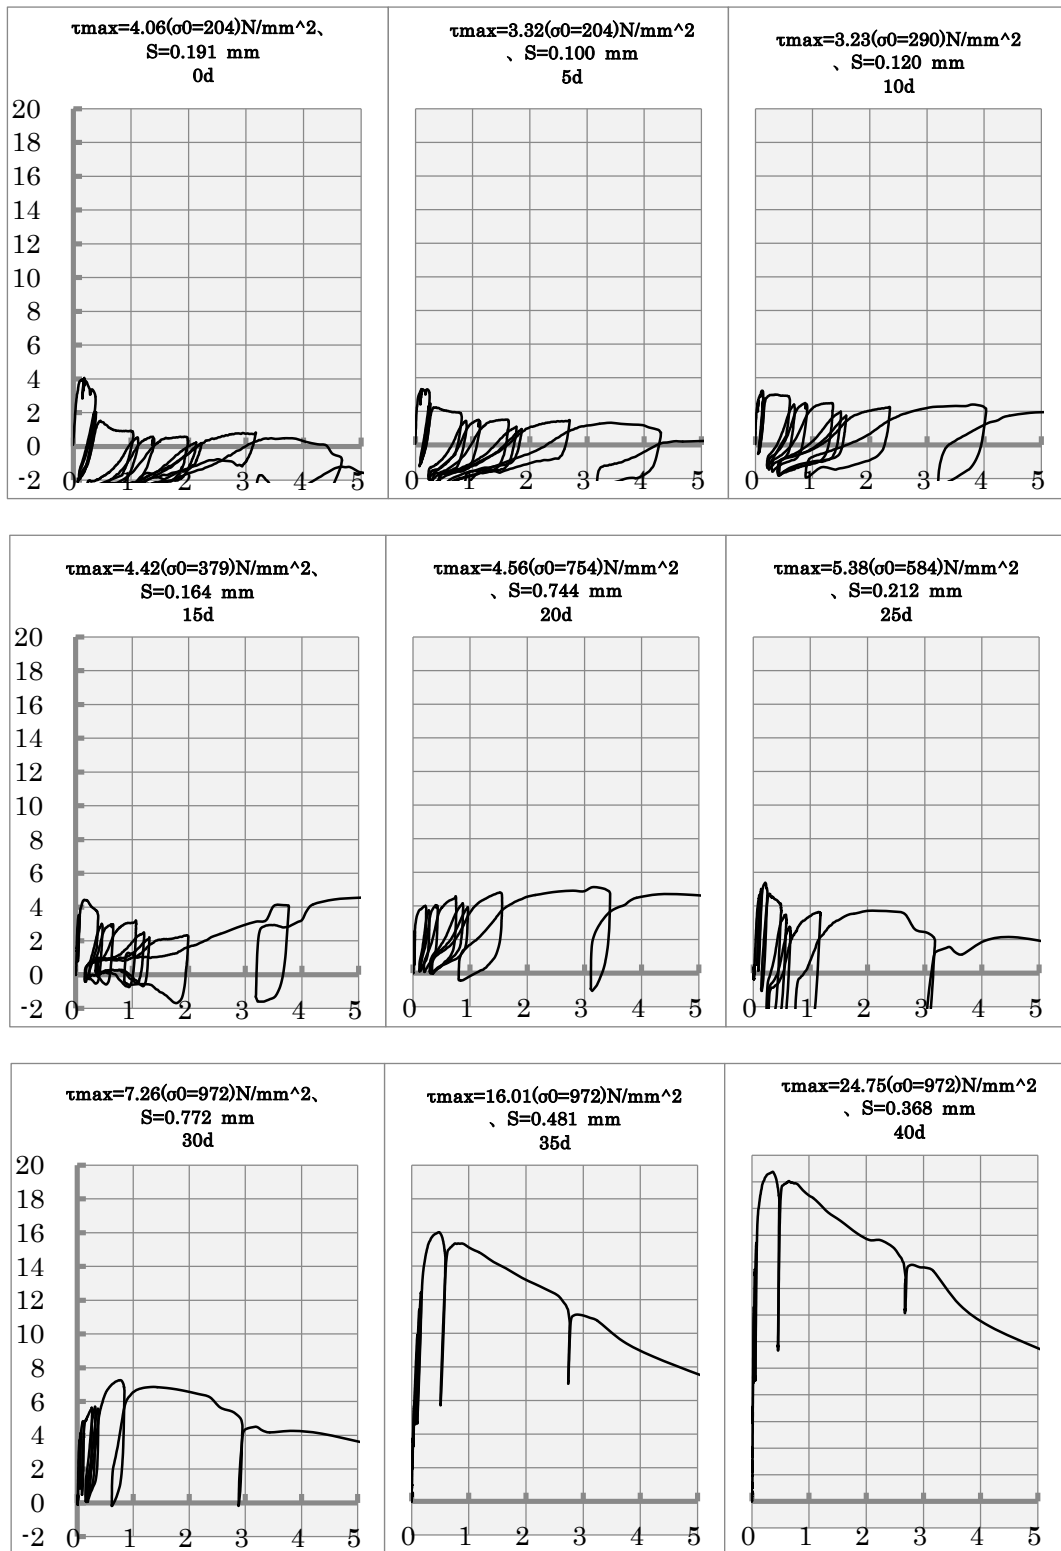 τmax=4.06(σ0=204)N/mm^2、
S=0.191 mm
0d
τmax=3.32(σ0=204)N/mm^2
、S=0.100 mm
5d
τmax=3.23(σ0=290)N/mm^2
、S=0.120 mm
10d
20
18
16
14
12
10
8
6
4
2
0
-2
0 1 2 3 4 5
0 1 2 3 4 5
0 1 2 3 4 5
τmax=4.42(σ0=379)N/mm^2、
S=0.164 mm
15d
τmax=4.56(σ0=754)N/mm^2
、S=0.744 mm
20d
τmax=5.38(σ0=584)N/mm^2
、S=0.212 mm
25d
20
18
16
14
12
10
8
6
4
2
0
-2
0 1 2 3 4 5
0 1 2 3 4 5
0 1 2 3 4 5
τmax=7.26(σ0=972)N/mm^2、
S=0.772 mm
30d
τmax=16.01(σ0=972)N/mm^2
、S=0.481 mm
35d
τmax=24.75(σ0=972)N/mm^2
、S=0.368 mm
40d
20
18
16
14
12
10
8
6
4
2
0
-2
0 1 2 3 4 5
0 1 2 3 4 5
0 1 2 3 4 5